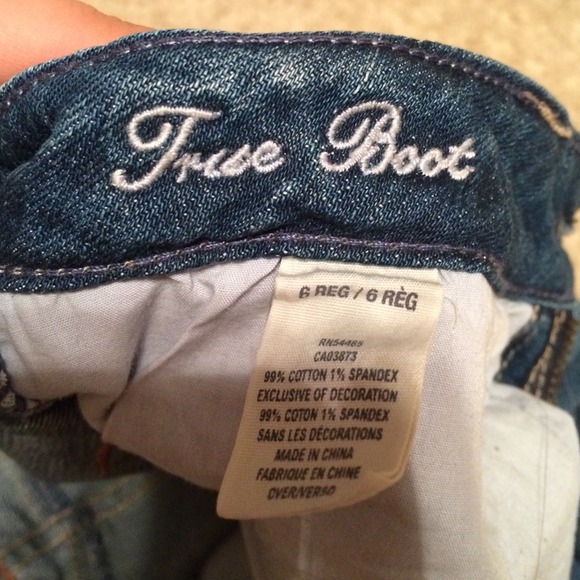 True Boot
6 REG / 6 RÈG
RN54485
CA03873
99% COTTON 1% SPANDEX
EXCLUSIVE OF DECORATION
99% COTON 1% SPANDEX
SANS LES DÉCORATIONS
MADE IN CHINA
FABRIQUE EN CHINE
OVER/VERSO